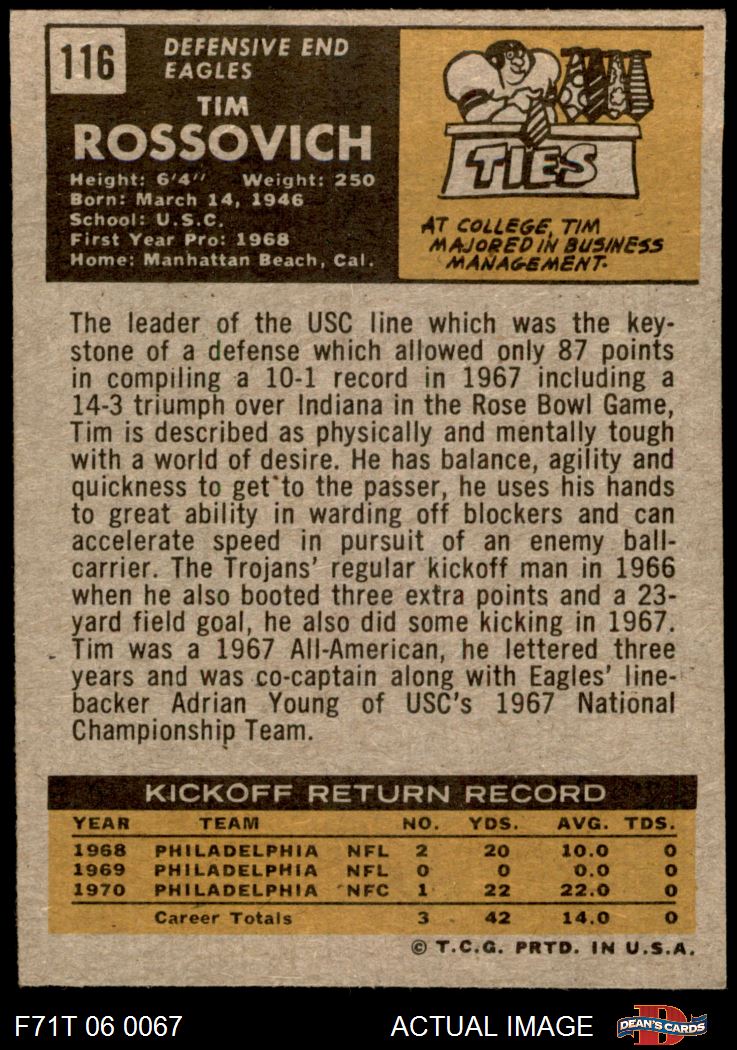 116
DEFENSIVE END
EAGLES
TIM
ROSSOVICH
Height: 6'4" Weight: 250
Born: March 14, 1946
School: U.S.C.
First Year Pro: 1968
Home: Manhattan Beach, Cal.
TIES
AT COLLEGE, TIM
MAJORED IN BUSINESS
MANAGEMENT.
The leader of the USC line which was the key-
stone of a defense which allowed only 87 points
in compiling a 10-1 record in 1967 including a
14-3 triumph over Indiana in the Rose Bowl Game,
Tim is described as physically and mentally tough
with a world of desire. He has balance, agility and
quickness to get to the passer, he uses his hands
to great ability in warding off blockers and can
accelerate speed in pursuit of an enemy ball-
carrier. The Trojans' regular kickoff man in 1966
when he also booted three extra points and a 23-
yard field goal, he also did some kicking in 1967.
Tim was a 1967 All-American, he lettered three
years and was co-captain along with Eagles' line-
backer Adrian Young of USC's 1967 National
Championship Team.
KICKOFF RETURN RECORD
YEAR TEAM NO. YDS. AVG. TDS.
1968 PHILADELPHIA NFL 2 20 10.0 0
1969 PHILADELPHIA NFL 0 0 0.0 0
1970 PHILADELPHIA NFC 1 22 22.0 0
Career Totals 3 42 14.0 0
© T.C.G. PRTD. IN U.S.A.
F71T 06 0067 ACTUAL IMAGE D DEAN'S CARDS